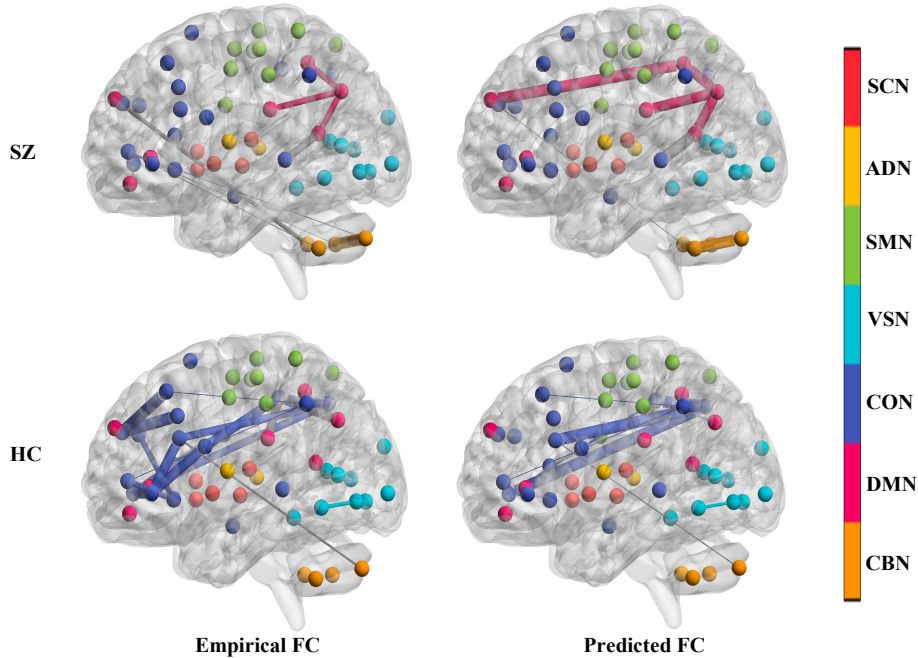 SZ
HC
Empirical FC
Predicted FC
SCN
ADN
SMN
VSN
CON
DMN
CBN